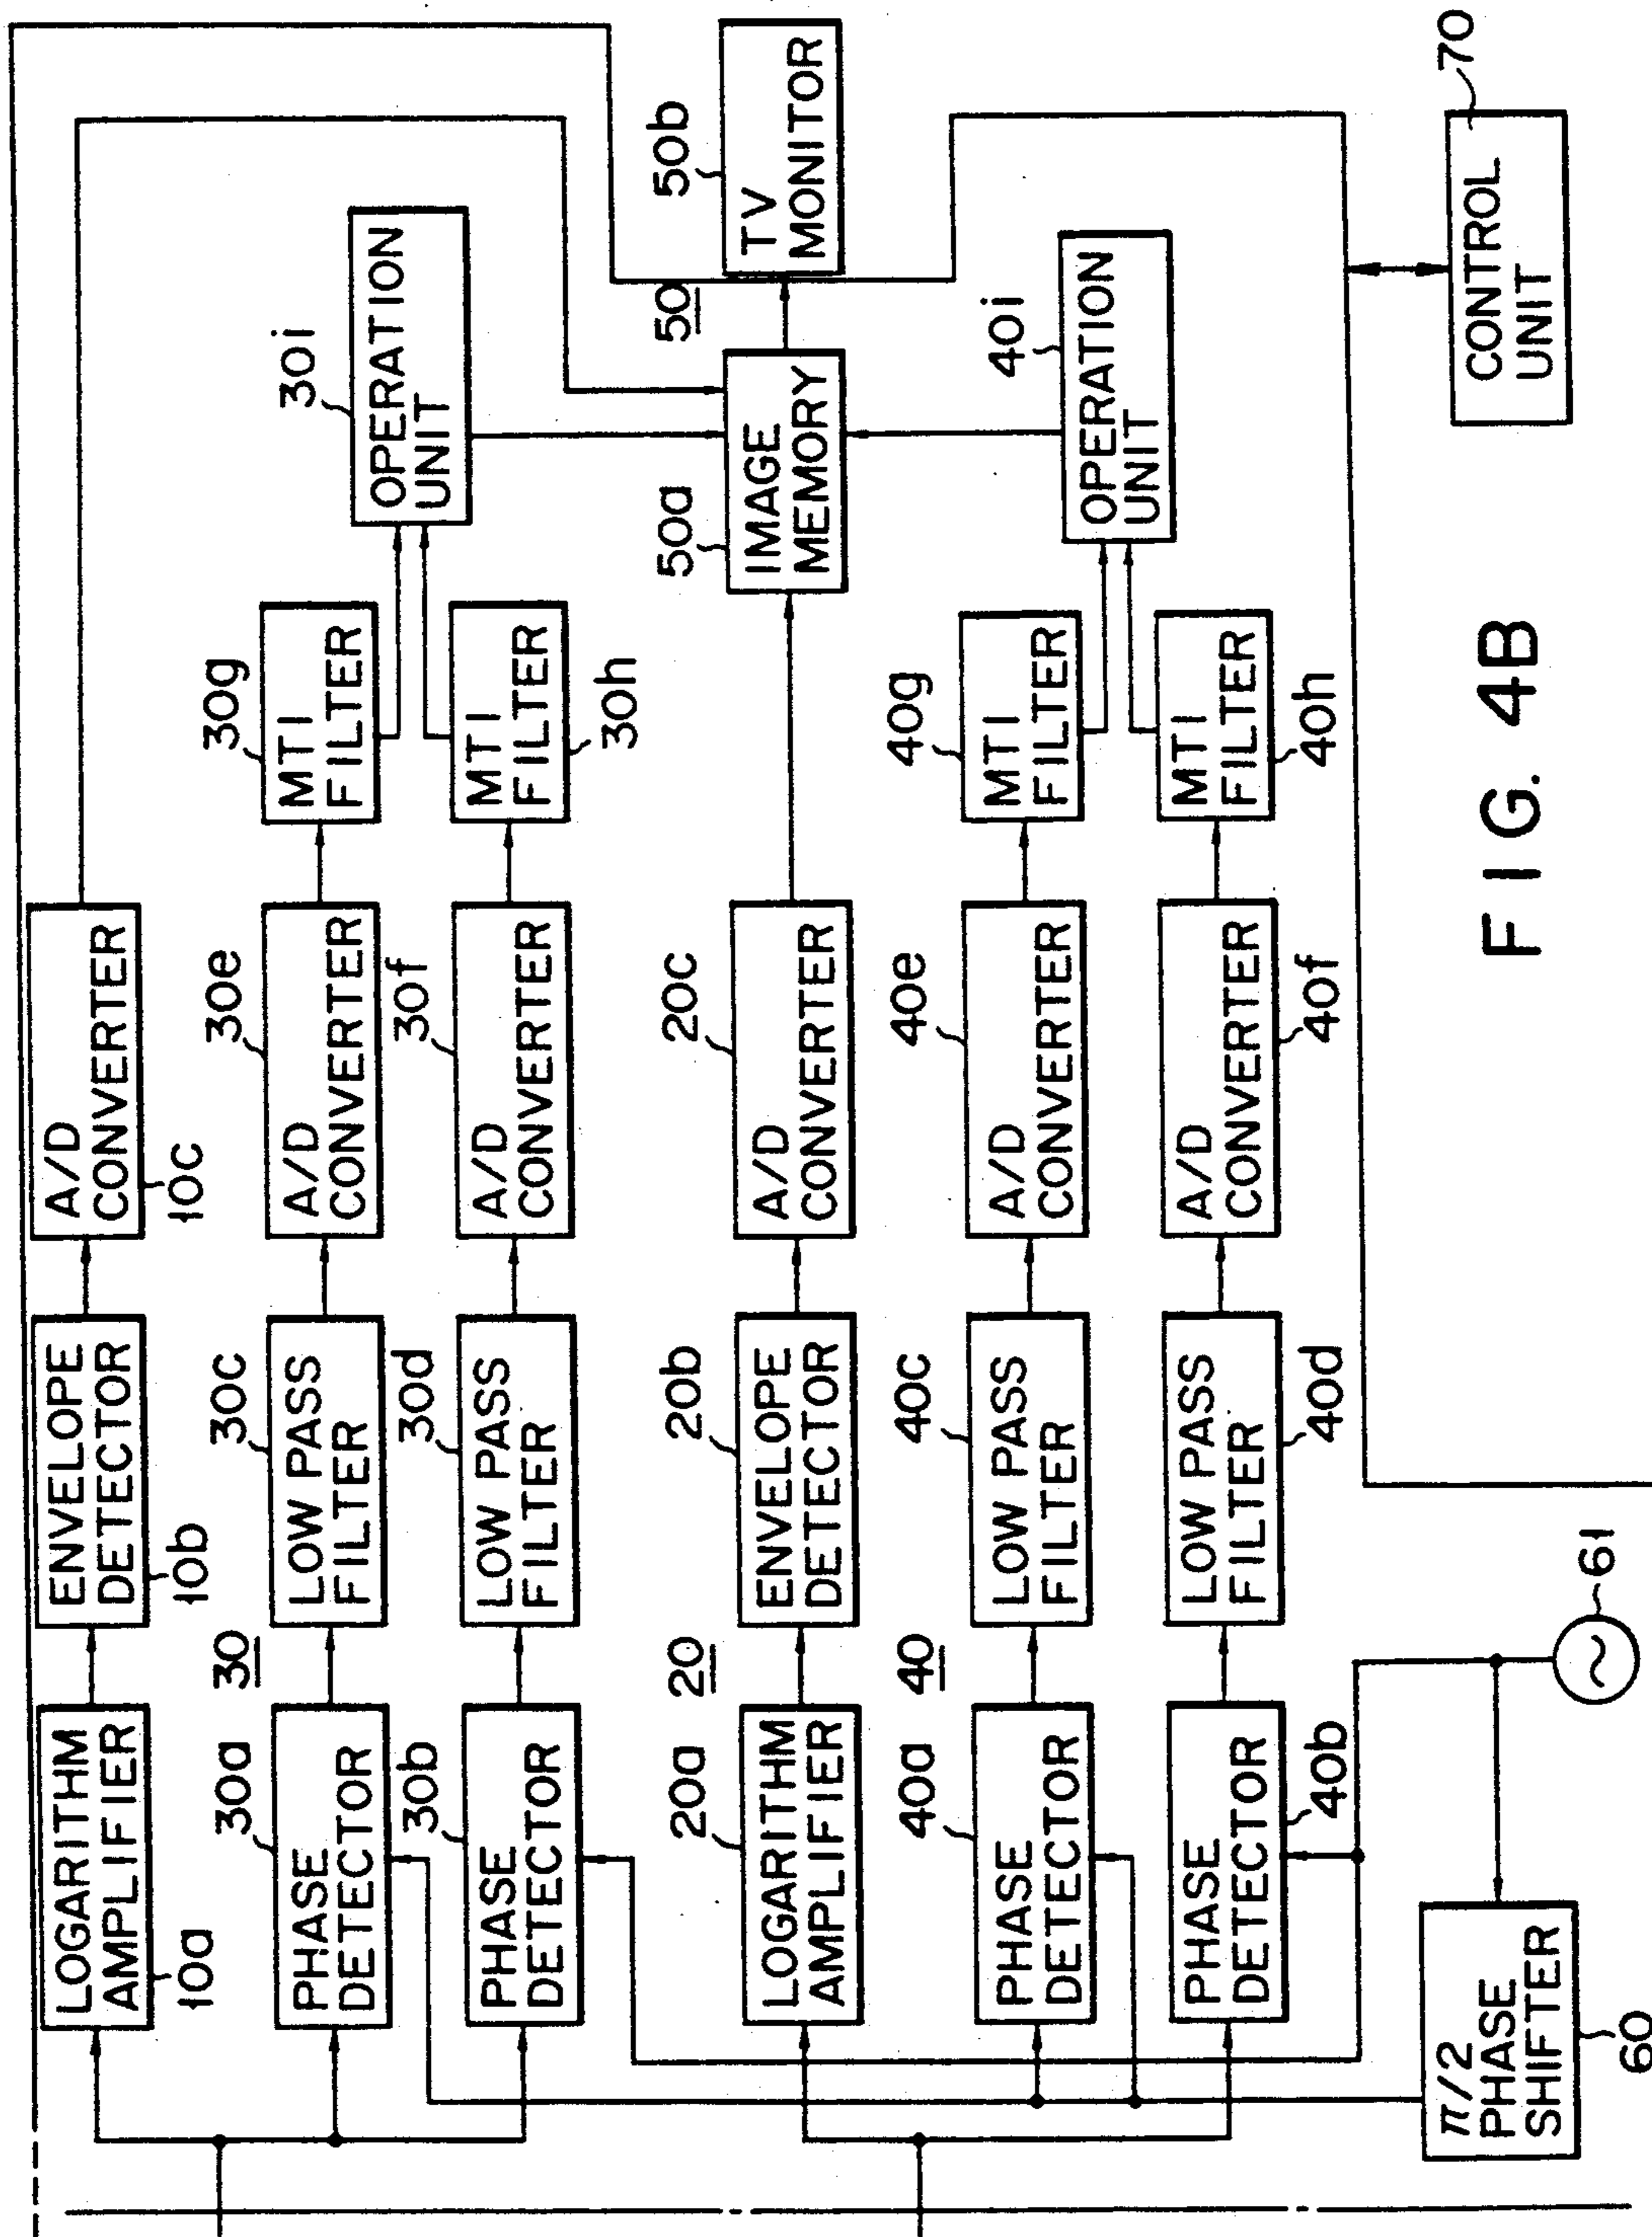 LOGARITHM
AMPLIFIER
10a
ENVELOPE
DETECTOR
10b
A/D
CONVERTER
10c
30
30a
PHASE
DETECTOR
30c
LOW PASS
FILTER
30e
A/D
CONVERTER
30g
MTI
FILTER
30b
PHASE
DETECTOR
30d
LOW PASS
FILTER
30f
A/D
CONVERTER
MTI
FILTER
30h
30i
OPERATION
UNIT
20
20a
LOGARITHM
AMPLIFIER
20b
ENVELOPE
DETECTOR
20c
A/D
CONVERTER
50a
IMAGE
MEMORY
50
50b
TV
MONITOR
40
40a
PHASE
DETECTOR
40c
LOW PASS
FILTER
40e
A/D
CONVERTER
40g
MTI
FILTER
PHASE
DETECTOR
40b
LOW PASS
FILTER
40d
A/D
CONVERTER
40f
MTI
FILTER
40h
40i
OPERATION
UNIT
π/2
PHASE
SHIFTER
60
~
61
CONTROL
UNIT
70
FIG. 4B